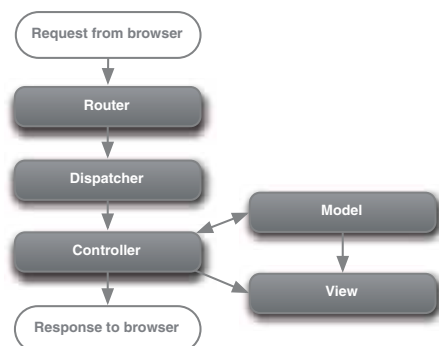 Request from browser
Router
Dispatcher
Model
Controller
View
Response to browser